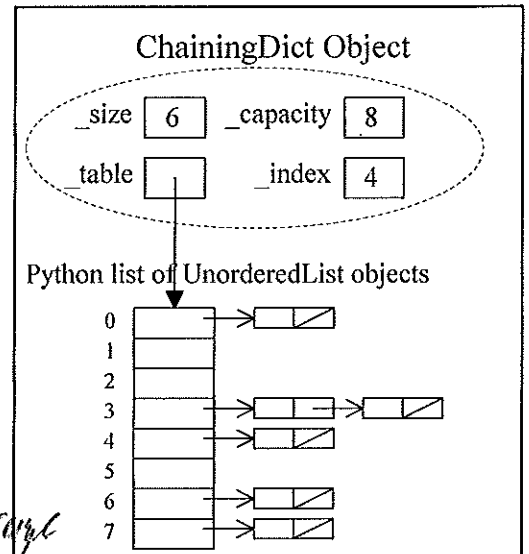 ChainingDict Object
_size 6 _capacity 8
_table _index 4
Python list of UnorderedList objects
0
1
2
3
4
5
6
7